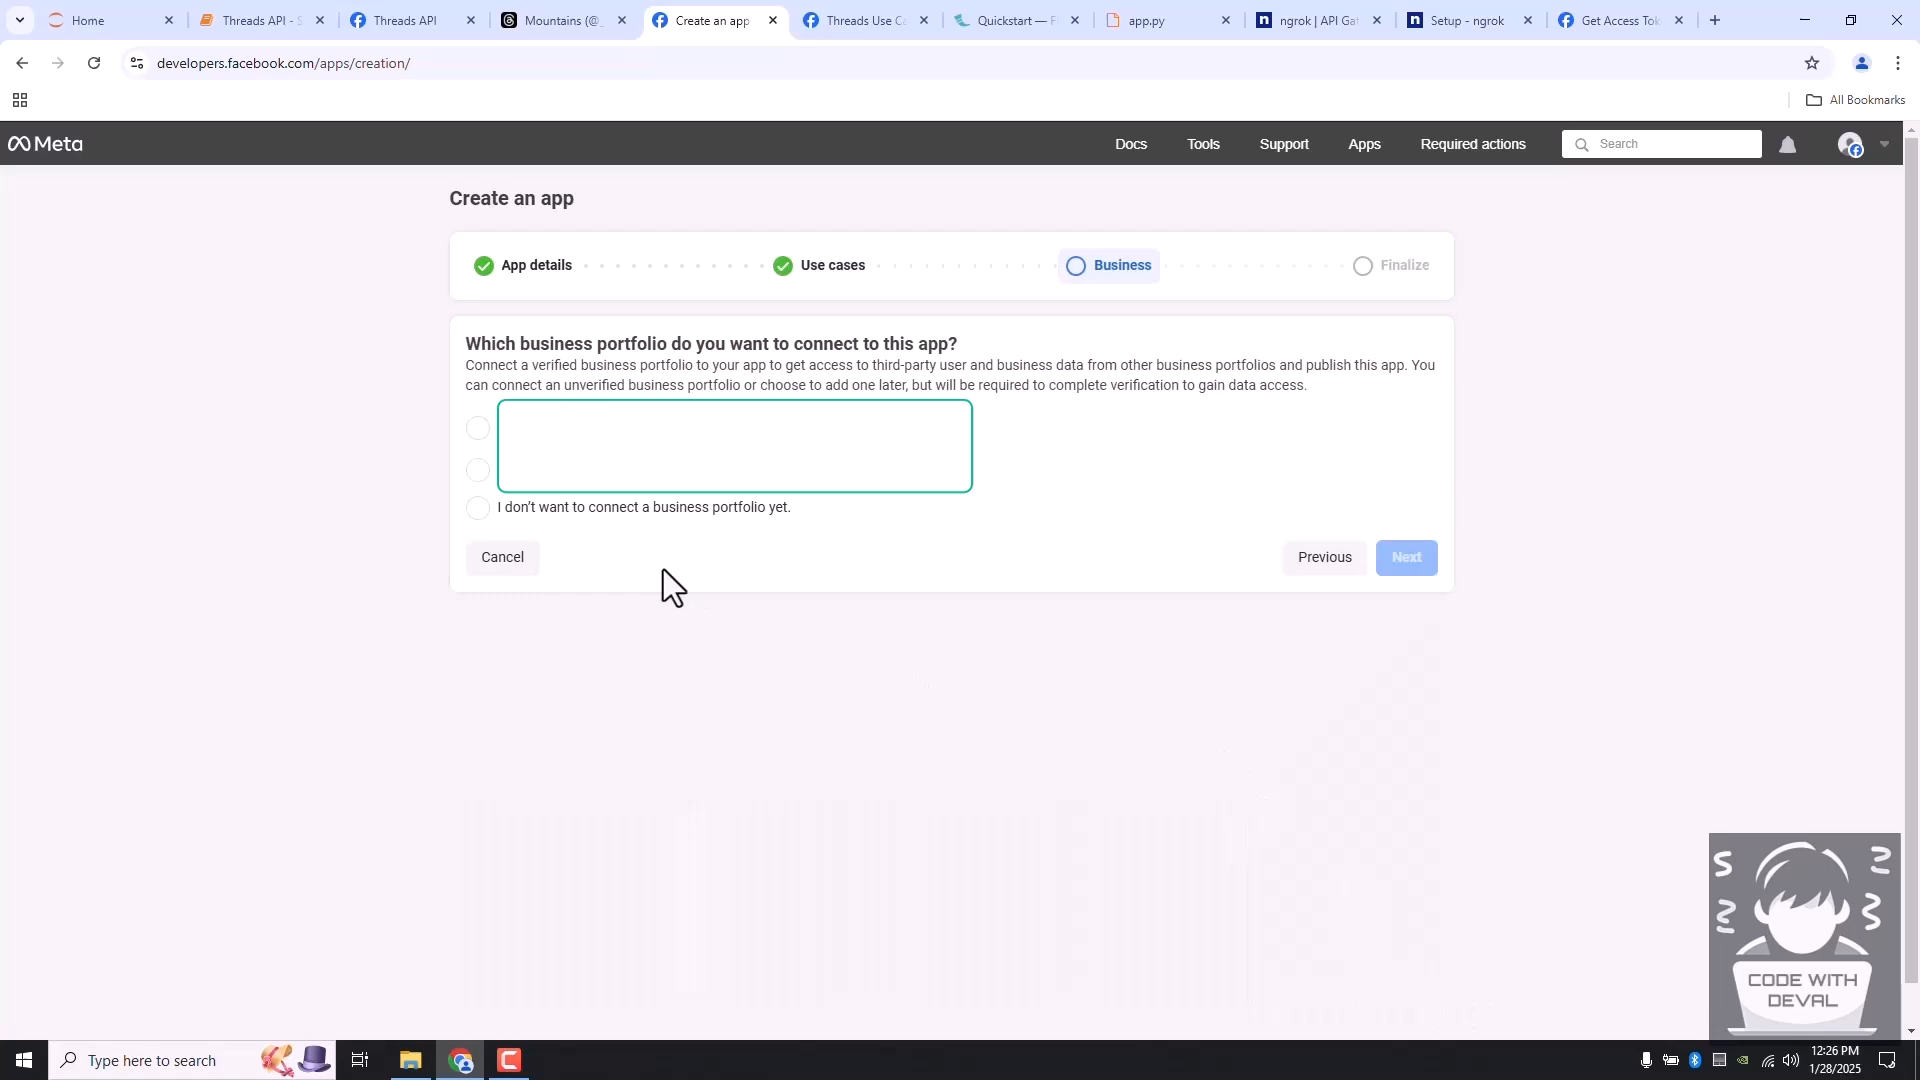 Home
Threads API - S
Threads API
Mountains (@_
Create an app
Threads Use Ca
Quickstart — F
app.py
ngrok | API Gat
Setup - ngrok
Get Access Tok
developers.facebook.com/apps/creation/
All Bookmarks
Meta
Docs
Tools
Support
Apps
Required actions
Search
Create an app
App details
Use cases
Business
Finalize
Which business portfolio do you want to connect to this app?
Connect a verified business portfolio to your app to get access to third-party user and business data from other business portfolios and publish this app. You
can connect an unverified business portfolio or choose to add one later, but will be required to complete verification to gain data access.
I don't want to connect a business portfolio yet.
Cancel
Previous
Next
CODE WITH
DEVAL
Type here to search
12:26 PM
1/28/2025